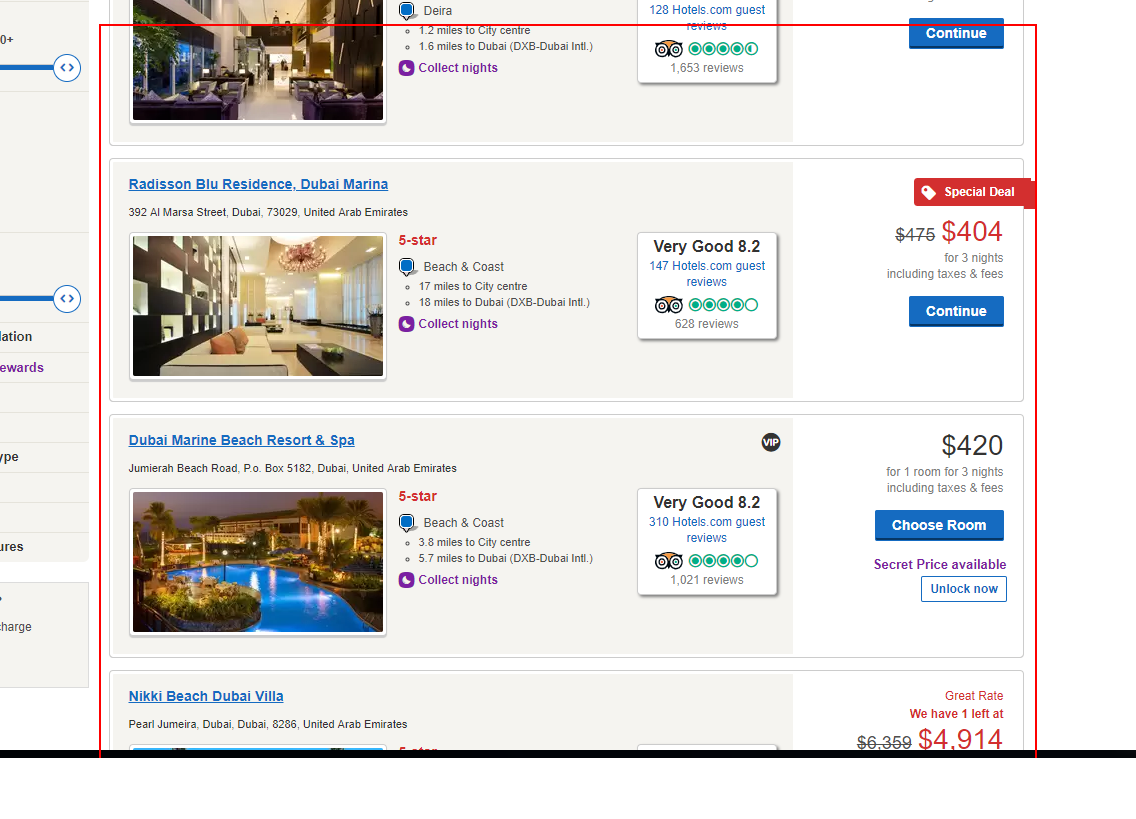 0+
lation
ewards
ype
ures
?
charge
Deira
1.2 miles to City centre
1.6 miles to Dubai (DXB-Dubai Intl.)
Collect nights
128 Hotels.com guest
reviews
1,653 reviews
Continue
Radisson Blu Residence, Dubai Marina
392 Al Marsa Street, Dubai, 73029, United Arab Emirates
5-star
Beach & Coast
17 miles to City centre
18 miles to Dubai (DXB-Dubai Intl.)
Collect nights
Very Good 8.2
147 Hotels.com guest
reviews
628 reviews
Special Deal
$475 $404
for 3 nights
including taxes & fees
Continue
Dubai Marine Beach Resort & Spa
VIP
Jumierah Beach Road, P.o. Box 5182, Dubai, United Arab Emirates
5-star
Beach & Coast
3.8 miles to City centre
5.7 miles to Dubai (DXB-Dubai Intl.)
Collect nights
Very Good 8.2
310 Hotels.com guest
reviews
1,021 reviews
$420
for 1 room for 3 nights
including taxes & fees
Choose Room
Secret Price available
Unlock now
Nikki Beach Dubai Villa
Pearl Jumeira, Dubai, Dubai, 8286, United Arab Emirates
5-star
Great Rate
We have 1 left at
$6,359 $4,914